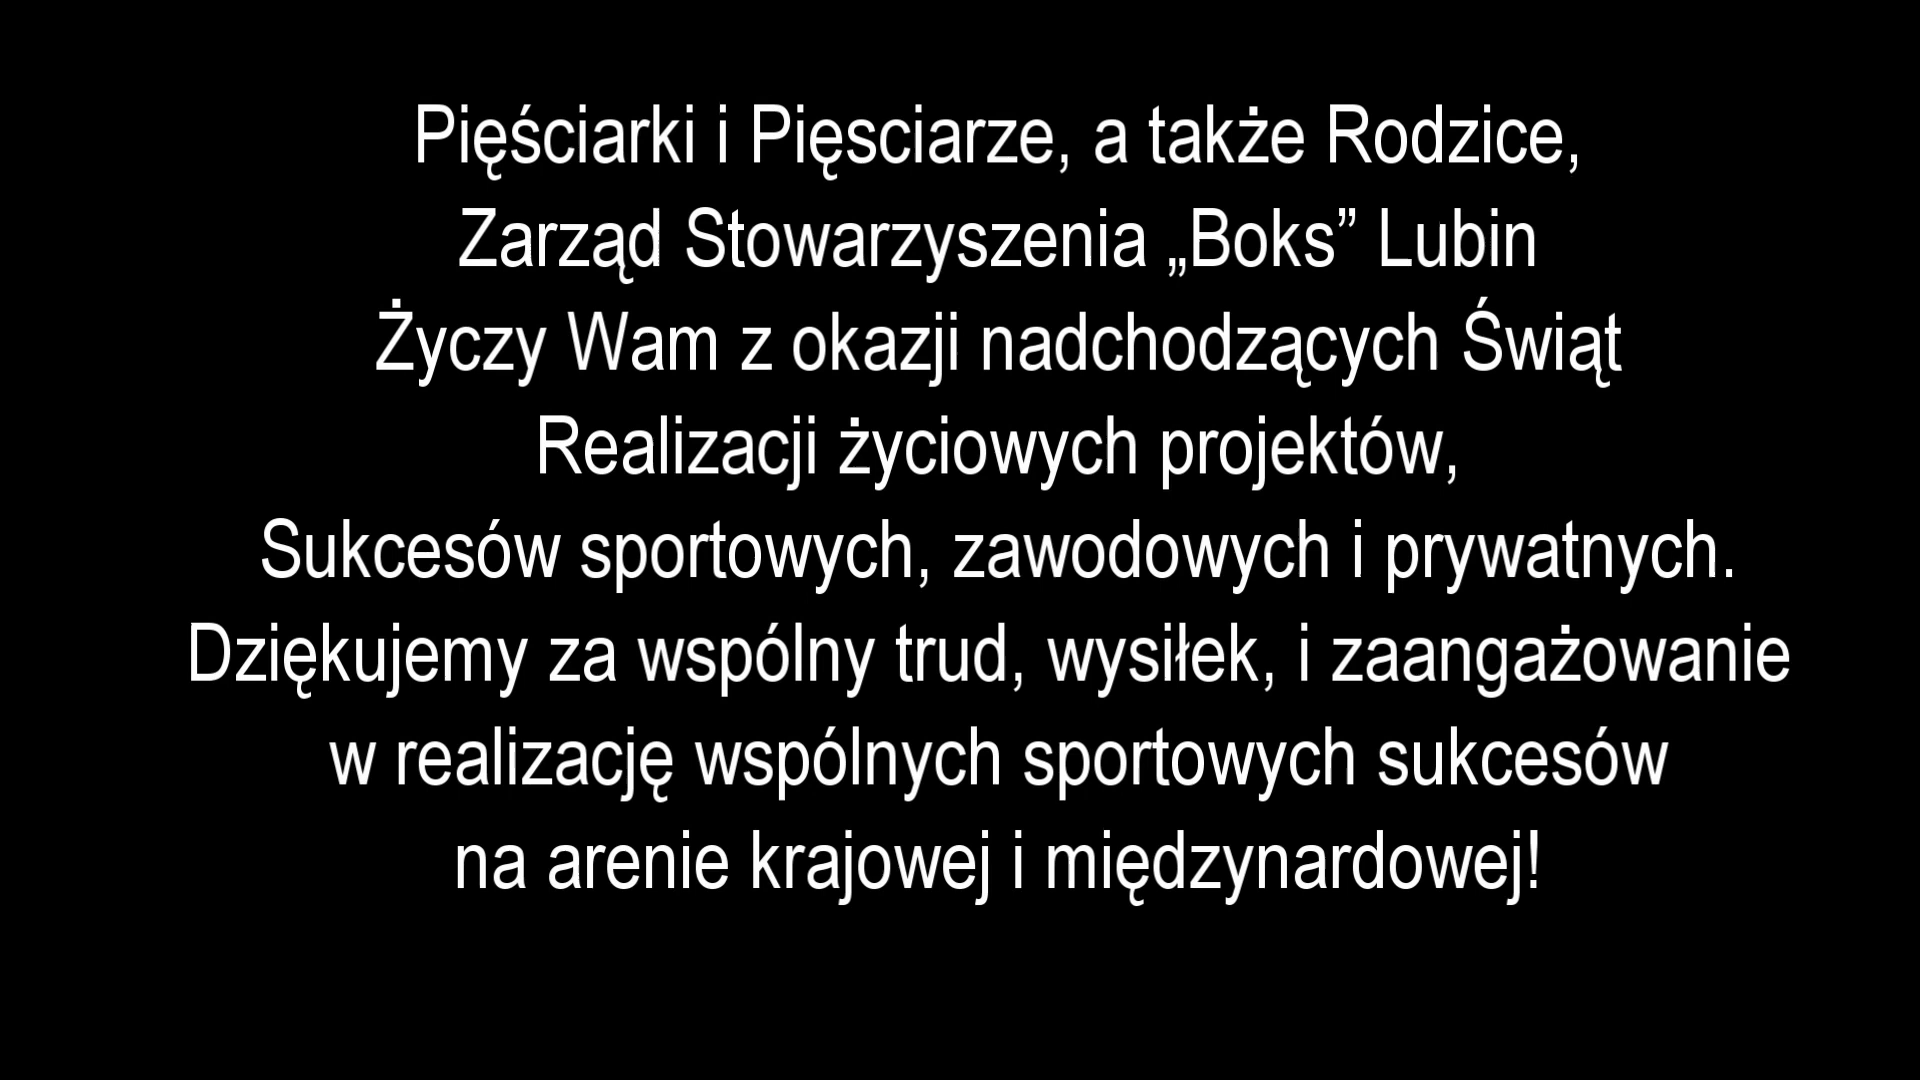 Pięściarki i Pięsciarze, a także Rodzice,
Zarząd Stowarzyszenia „Boks” Lubin
Życzy Wam z okazji nadchodzących Świąt
Realizacji życiowych projektów,
Sukcesów sportowych, zawodowych i prywatnych.
Dziękujemy za wspólny trud, wysiłek, i zaangażowanie
w realizację wspólnych sportowych sukcesów
na arenie krajowej i międzynardowej!